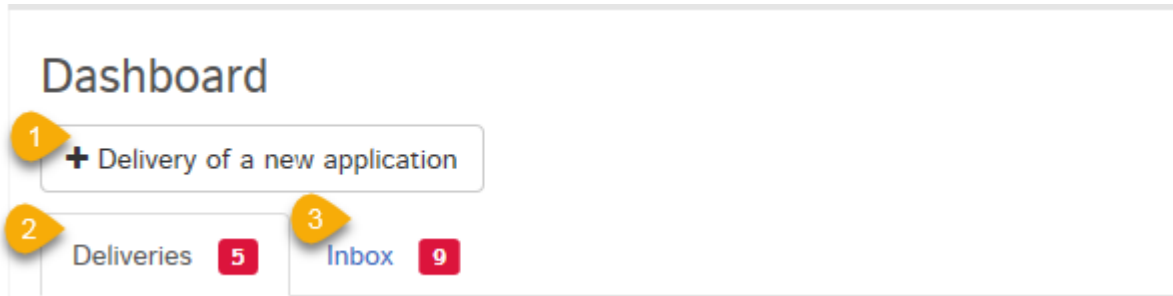 Dashboard
1
+ Delivery of a new application
2 3
Deliveries 5 Inbox 9